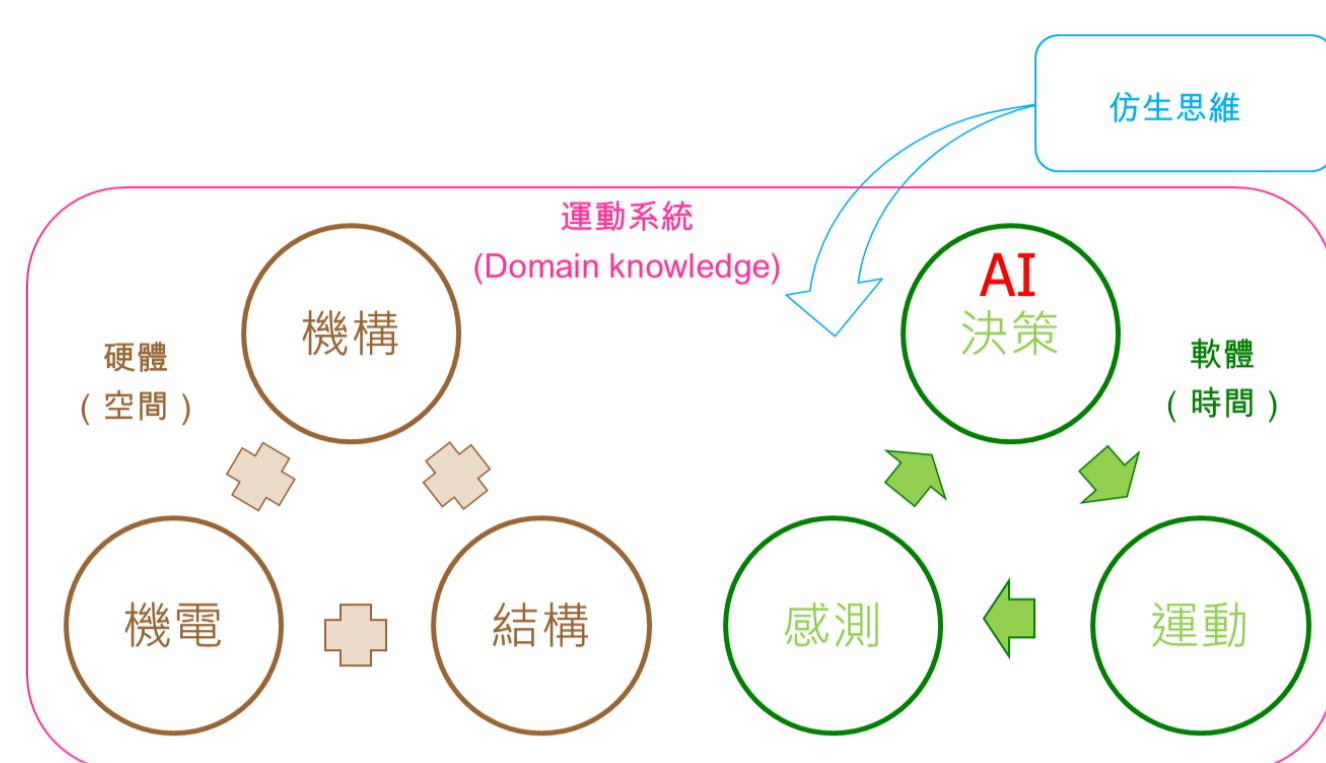 仿生思維
運動系統
(Domain knowledge)
機構
硬體
（空間）
機電
結構
AI
決策
軟體
（時間）
感測
運動